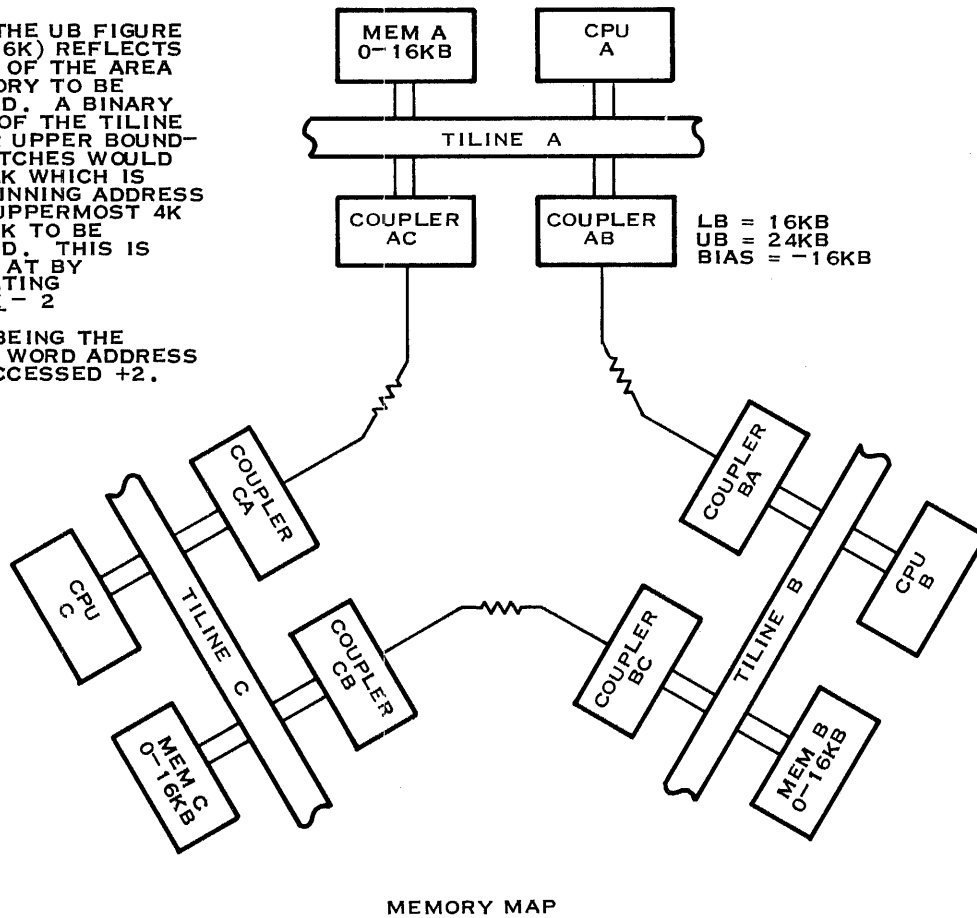 THE UB FIGURE
6K) REFLECTS
OF THE AREA
ORY TO BE
D. A BINARY
OF THE TILINE
R UPPER BOUND-
TCHES WOULD
K WHICH IS
INNING ADDRESS
UPPERMOST 4K
K TO BE
D. THIS IS
AT BY
TING
- 2
BEING THE
WORD ADDRESS
CCESSED +2.
MEM A
0-16KB
CPU
A
TILINE A
COUPLER
AC
COUPLER
AB
LB = 16KB
UB = 24KB
BIAS = -16KB
COUPLER
CA
COUPLER
BA
CPU
C
TILINE C
TILINE B
CPU
B
COUPLER
CB
COUPLER
BC
MEM C
0-16KB
MEM B
0-16KB
MEMORY MAP